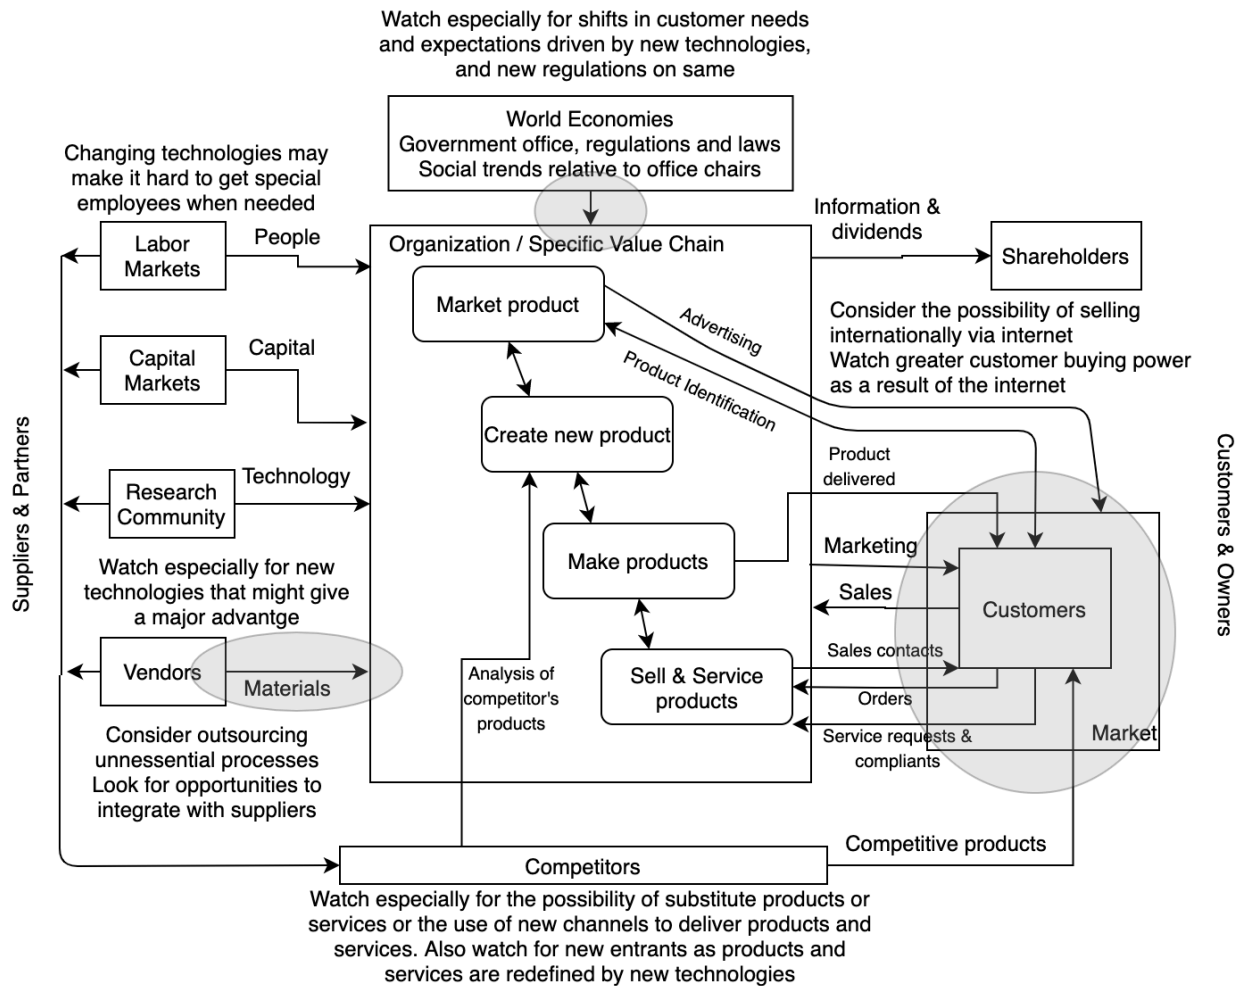 Watch especially for shifts in customer needs
and expectations driven by new technologies,
and new regulations on same
World Economies
Government office, regulations and laws
Social trends relative to office chairs
Changing technologies may
make it hard to get special
employees when needed
Labor
Markets
People
Capital
Markets
Capital
Research
Community
Technology
Watch especially for new
technologies that might give
a major advantge
Vendors
Materials
Consider outsourcing
unnessential processes
Look for opportunities to
integrate with suppliers
Suppliers & Partners
Organization / Specific Value Chain
Market product
Create new product
Make products
Sell & Service
products
Analysis of
competitor's
products
Advertising
Product Identification
Information &
dividends
Shareholders
Consider the possibility of selling
internationally via internet
Watch greater customer buying power
as a result of the internet
Product
delivered
Marketing
Sales
Sales contacts
Orders
Service requests &
compliants
Customers
Market
Customers & Owners
Competitors
Competitive products
Watch especially for the possibility of substitute products or
services or the use of new channels to deliver products and
services. Also watch for new entrants as products and
services are redefined by new technologies